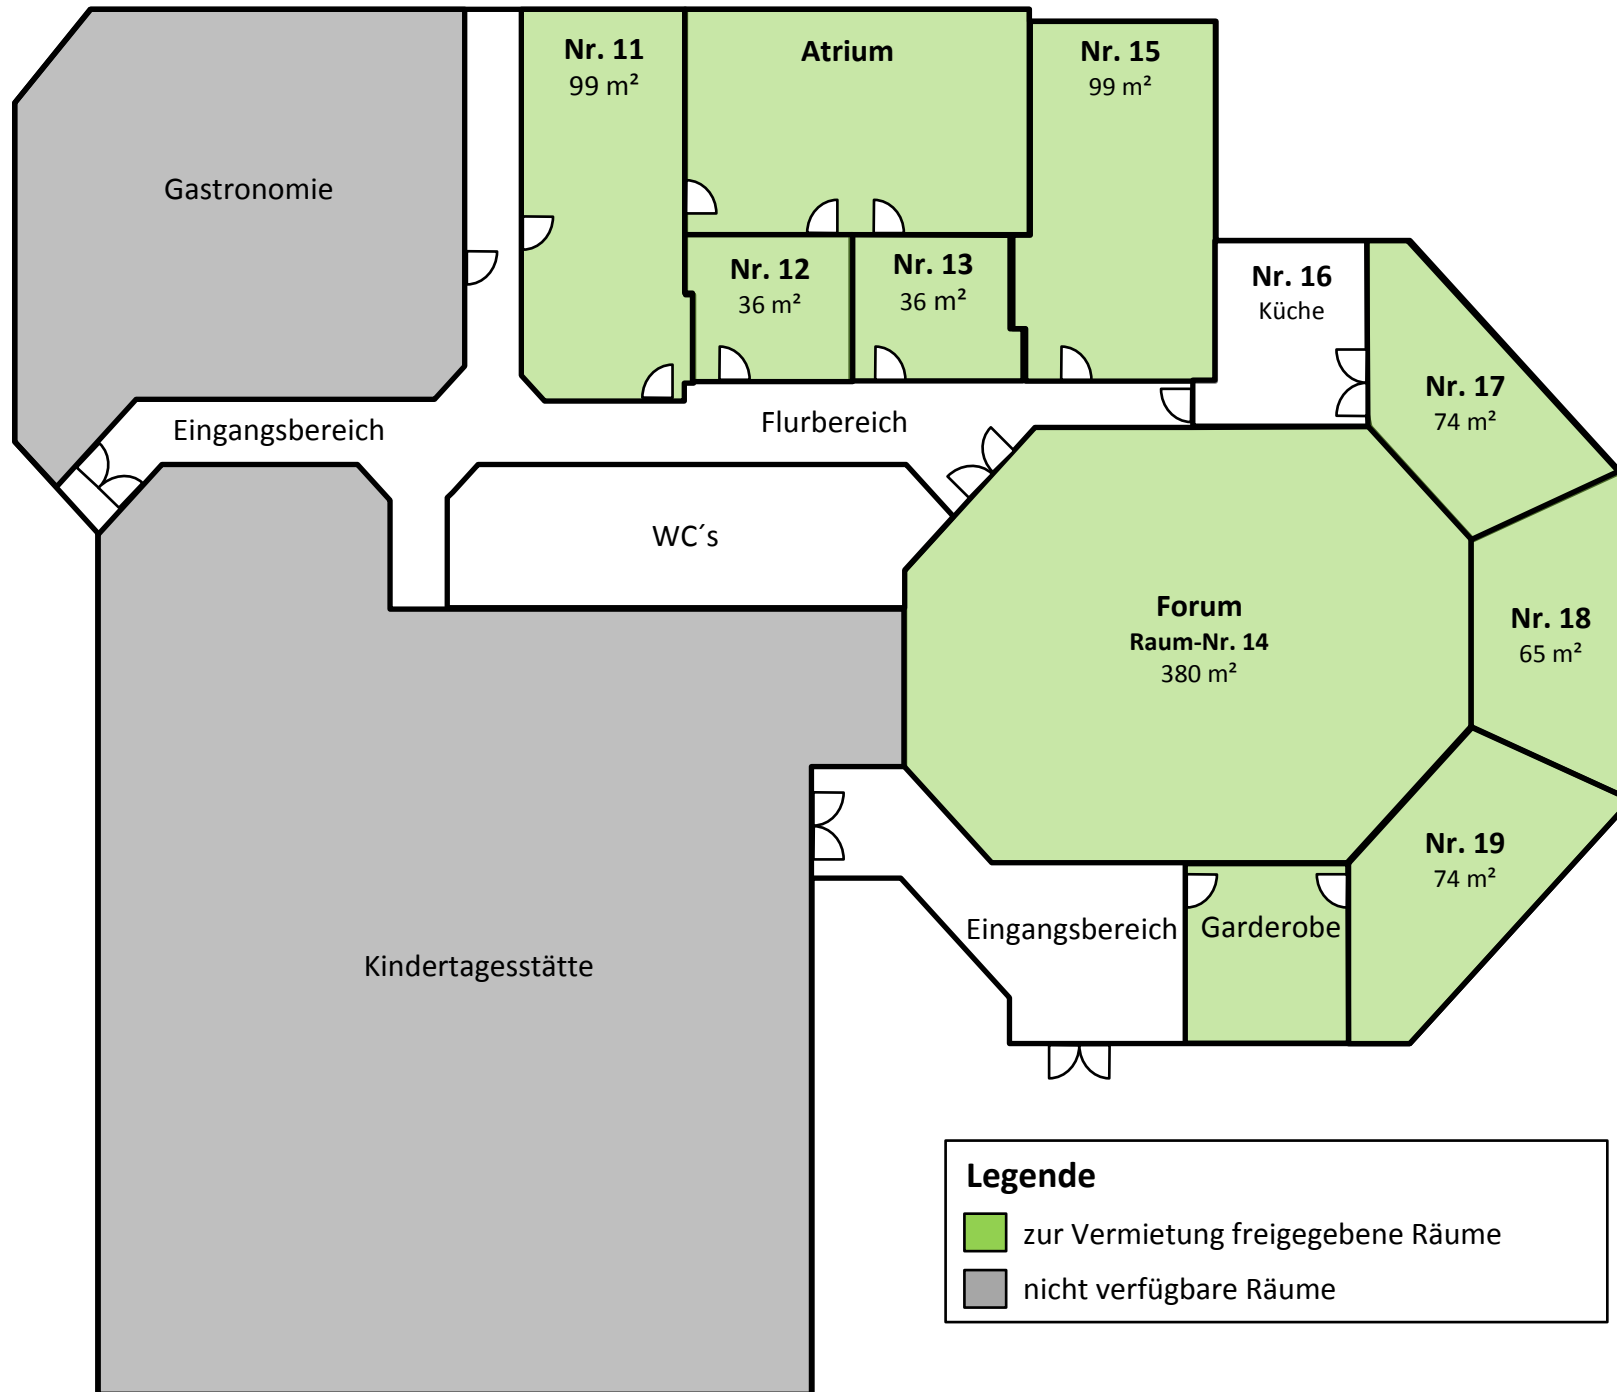 Nr. 11
99 m²
Atrium
Nr. 15
99 m²
Gastronomie
Nr. 12
36 m²
Nr. 13
36 m²
Nr. 16
Küche
Nr. 17
74 m²
Eingangsbereich
Flurbereich
WC´s
Forum
Raum-Nr. 14
380 m²
Nr. 18
65 m²
Nr. 19
74 m²
Eingangsbereich
Garderobe
Kindertagesstätte
Legende
zur Vermietung freigegebene Räume
nicht verfügbare Räume